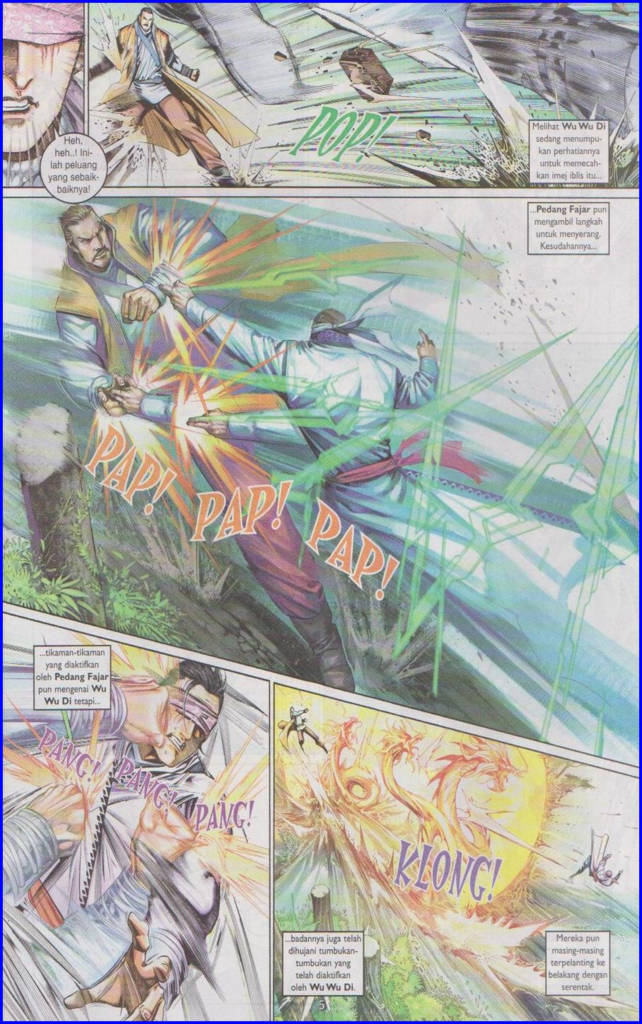 Heh,
heh..! Ini-
lah peluang
yang sebaik-
baiknya!
POP!
Melihat Wu Wu Di
sedang menumpu-
kan perhatiannya
untuk memecah-
kan imej iblis itu...
...Pedang Fajar pun
mengambil langkah
untuk menyerang.
Kesudahannya...
PAP! PAP! PAP!
...tikaman-tikaman
yang diaktifkan
oleh Pedang Fajar
pun mengenai Wu
Wu Di tetapi...
PANG! PANG! PANG!
KLONG!
...badannya juga telah
dihujani tumbukan-
tumbukan yang
telah diaktifkan
oleh Wu Wu Di.
Mereka pun
masing-masing
terpelanting ke
belakang dengan
serentak.
5